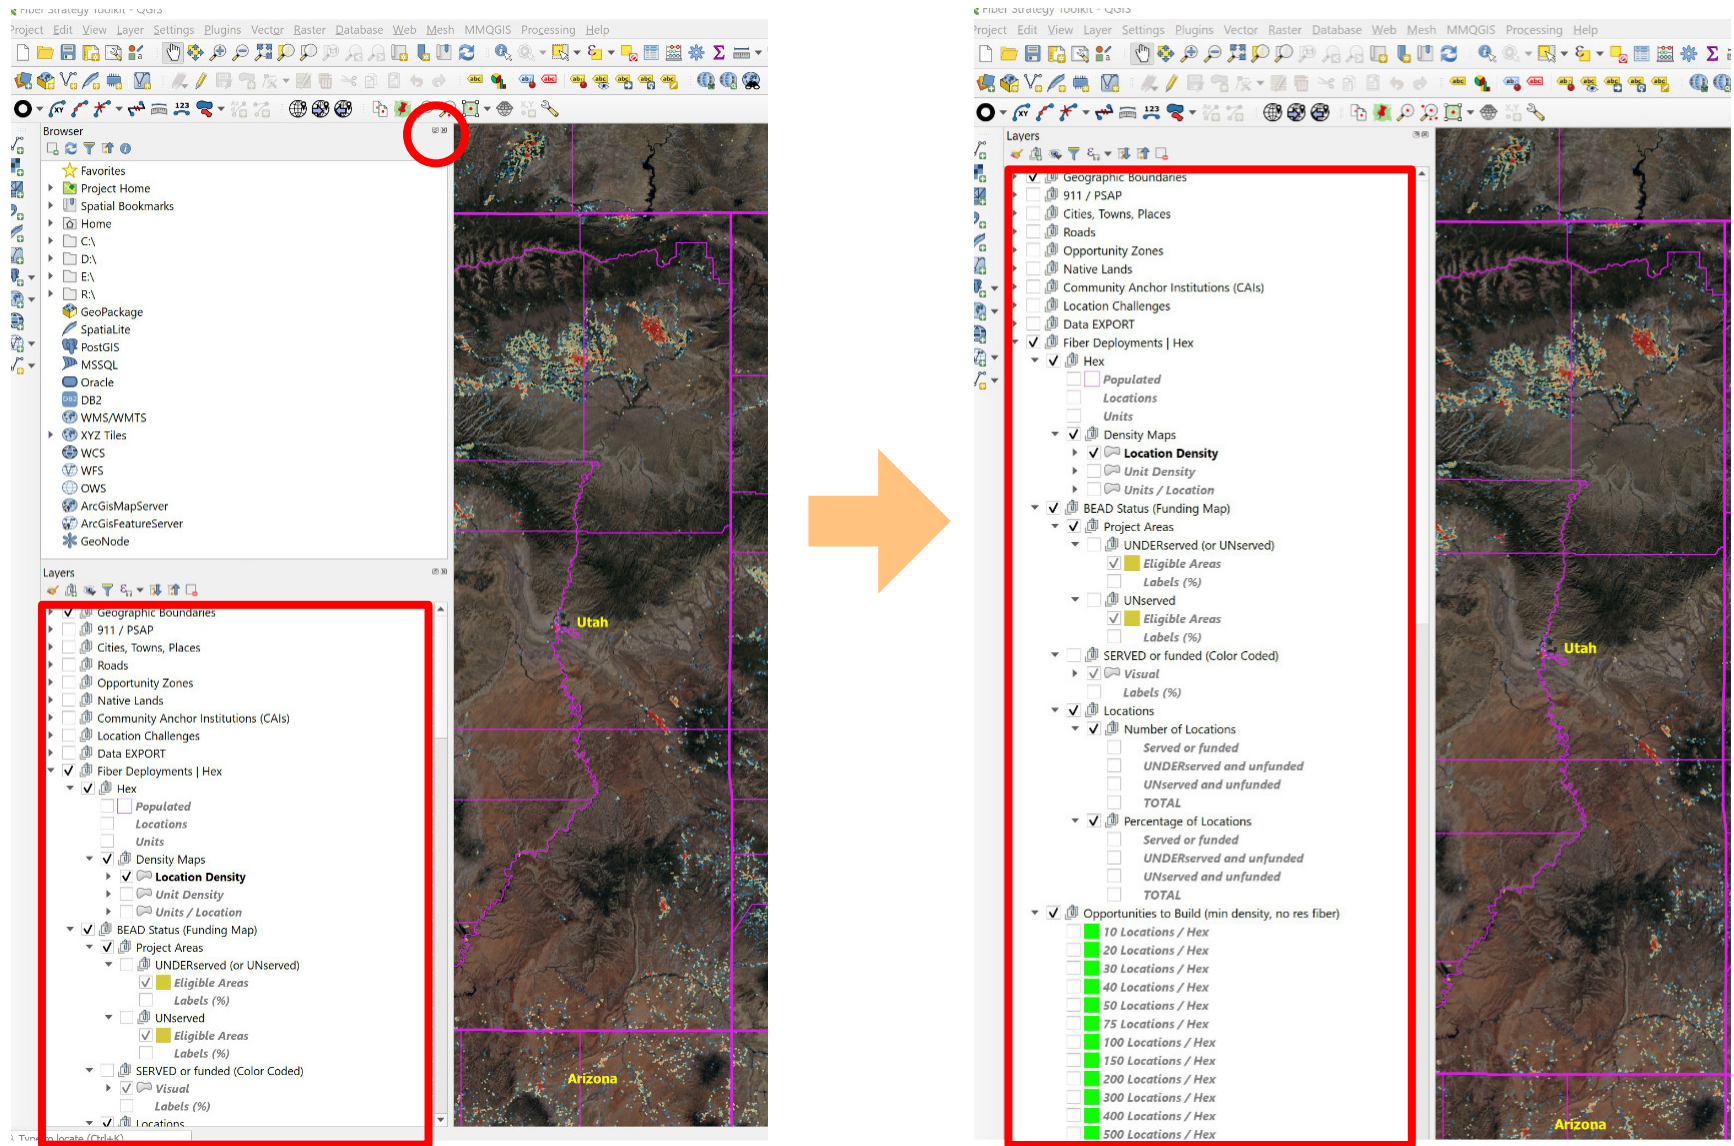 Fiber Strategy Toolkit - QGIS
Project Edit View Layer Settings Plugins Vector Raster Database Web Mesh MMQGIS Processing Help
Browser
Favorites
Project Home
Spatial Bookmarks
Home
C:\
D:\
E:\
R:\
GeoPackage
SpatiaLite
PostGIS
MSSQL
Oracle
DB2
WMS/WMTS
XYZ Tiles
WCS
WFS
OWS
ArcGisMapServer
ArcGisFeatureServer
GeoNode
Layers
Geographic Boundaries
911 / PSAP
Cities, Towns, Places
Roads
Opportunity Zones
Native Lands
Community Anchor Institutions (CAIs)
Location Challenges
Data EXPORT
Fiber Deployments | Hex
Hex
Populated
Locations
Units
Density Maps
Location Density
Unit Density
Units / Location
BEAD Status (Funding Map)
Project Areas
UNDERserved (or UNserved)
Eligible Areas
Labels (%)
UNserved
Eligible Areas
Labels (%)
SERVED or funded (Color Coded)
Visual
Labels (%)
Locations
Type to locate (Ctrl+K)
Utah
Arizona
Fiber Strategy Toolkit - QGIS
Project Edit View Layer Settings Plugins Vector Raster Database Web Mesh MMQGIS Processing Help
Layers
Geographic Boundaries
911 / PSAP
Cities, Towns, Places
Roads
Opportunity Zones
Native Lands
Community Anchor Institutions (CAIs)
Location Challenges
Data EXPORT
Fiber Deployments | Hex
Hex
Populated
Locations
Units
Density Maps
Location Density
Unit Density
Units / Location
BEAD Status (Funding Map)
Project Areas
UNDERserved (or UNserved)
Eligible Areas
Labels (%)
UNserved
Eligible Areas
Labels (%)
SERVED or funded (Color Coded)
Visual
Labels (%)
Locations
Number of Locations
Served or funded
UNDERserved and unfunded
UNserved and unfunded
TOTAL
Percentage of Locations
Served or funded
UNDERserved and unfunded
UNserved and unfunded
TOTAL
Opportunities to Build (min density, no res fiber)
10 Locations / Hex
20 Locations / Hex
30 Locations / Hex
40 Locations / Hex
50 Locations / Hex
75 Locations / Hex
100 Locations / Hex
150 Locations / Hex
200 Locations / Hex
300 Locations / Hex
400 Locations / Hex
500 Locations / Hex
Utah
Arizona